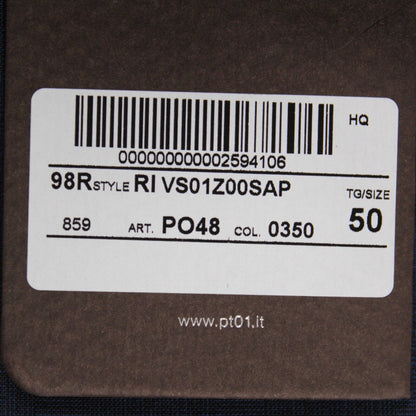 HQ
000000000002594106
98R STYLE RI VS01Z00SAP
TG/SIZE
859 ART. PO48 COL. 0350 50
www.pt01.it